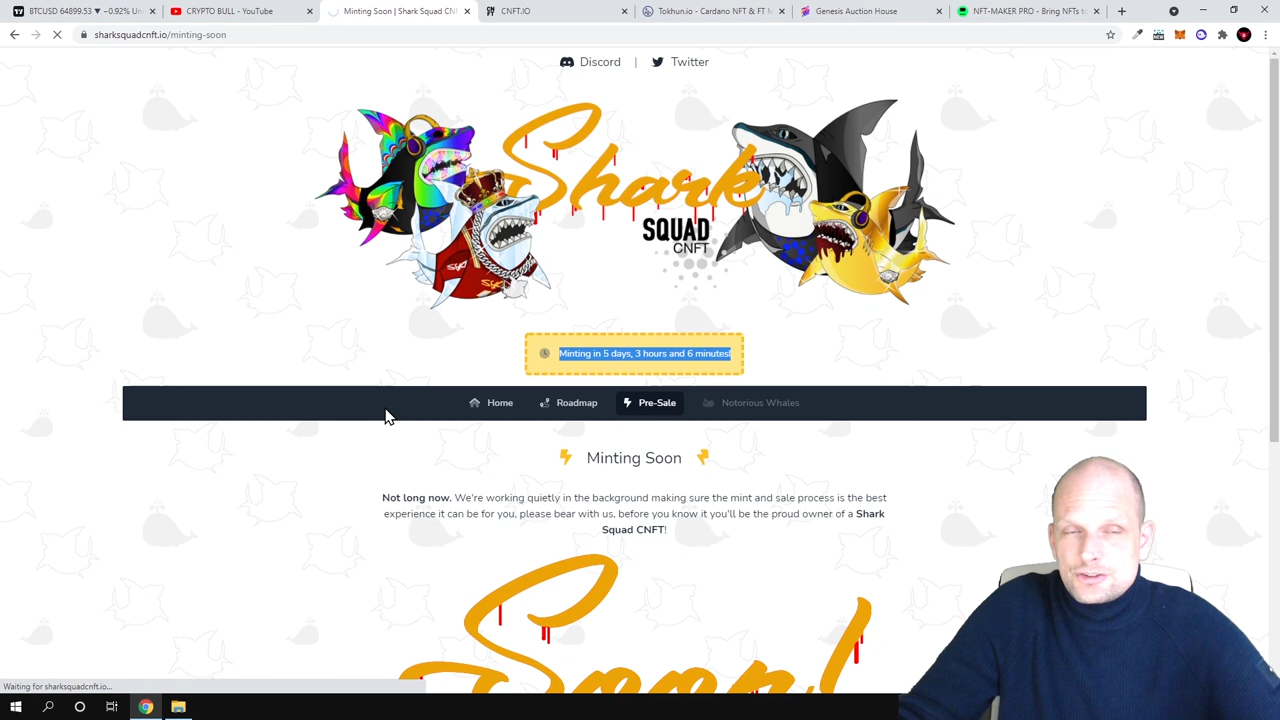 BTCUSD 64899.53 ▼ −0.92% Un
CRYPTO BULL - YouTube
Minting Soon | Shark Squad CN
CNFT.IO
Tokhun.io - Cardano NFT & FT M
Genesis Auction House
NFT-MAKER PRO - Bring NFTs to
sharksquadcnft.io/minting-soon
Discord | Twitter
Shark
SQUAD
CNFT
Minting in 5 days, 3 hours and 6 minutes!
Home Roadmap Pre-Sale Notorious Whales
Minting Soon
Not long now. We're working quietly in the background making sure the mint and sale process is the best
experience it can be for you, please bear with us, before you know it you'll be the proud owner of a Shark
Squad CNFT!
Soon!
Waiting for sharksquadcnft.io...